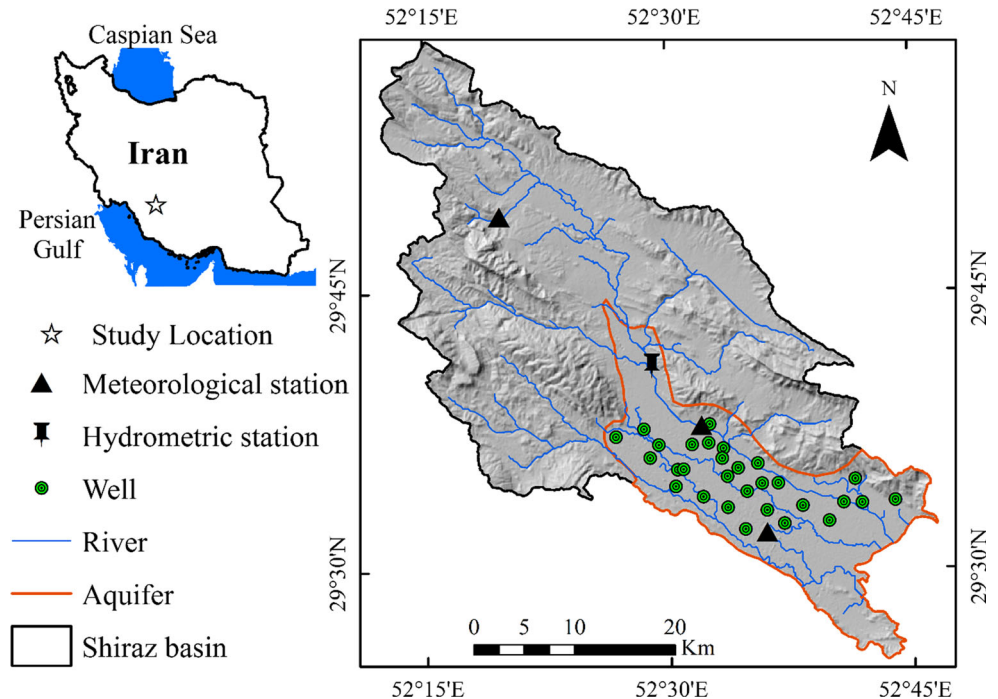 Caspian Sea
Iran
Persian
Gulf
Study Location
Meteorological station
Hydrometric station
Well
River
Aquifer
Shiraz basin
52°15'E
52°30'E
52°45'E
N
29°45'N
29°45'N
29°30'N
29°30'N
0 5 10 20
Km
52°15'E
52°30'E
52°45'E